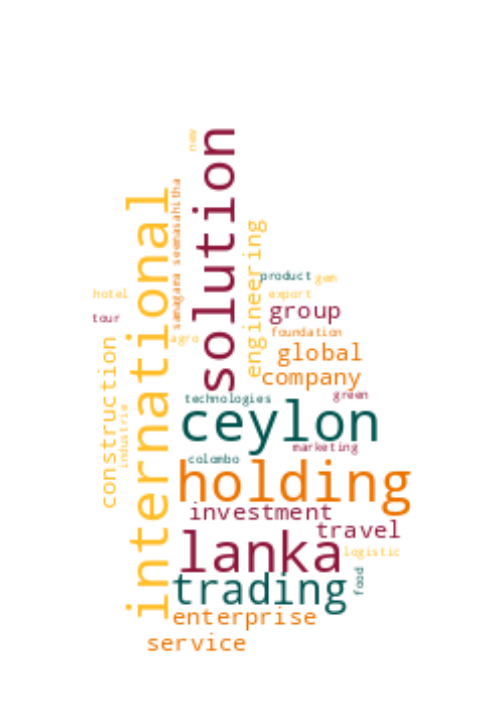 new
solution
samagara seemasahitha
international
engineering
product
gem
hotel
export
tour
group
foundation
agro
construction
global
company
technologies
green
industrie
ceylon
marketing
colombo
holding
investment
travel
lanka
logistic
trading
food
enterprise
service